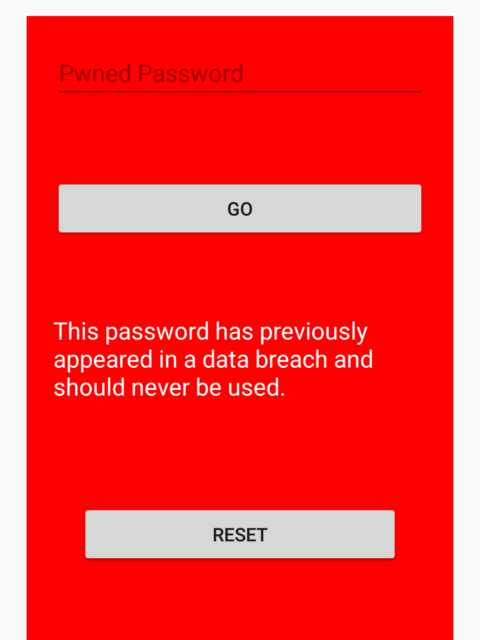 Pwned Password
GO
This password has previously
appeared in a data breach and
should never be used.
RESET